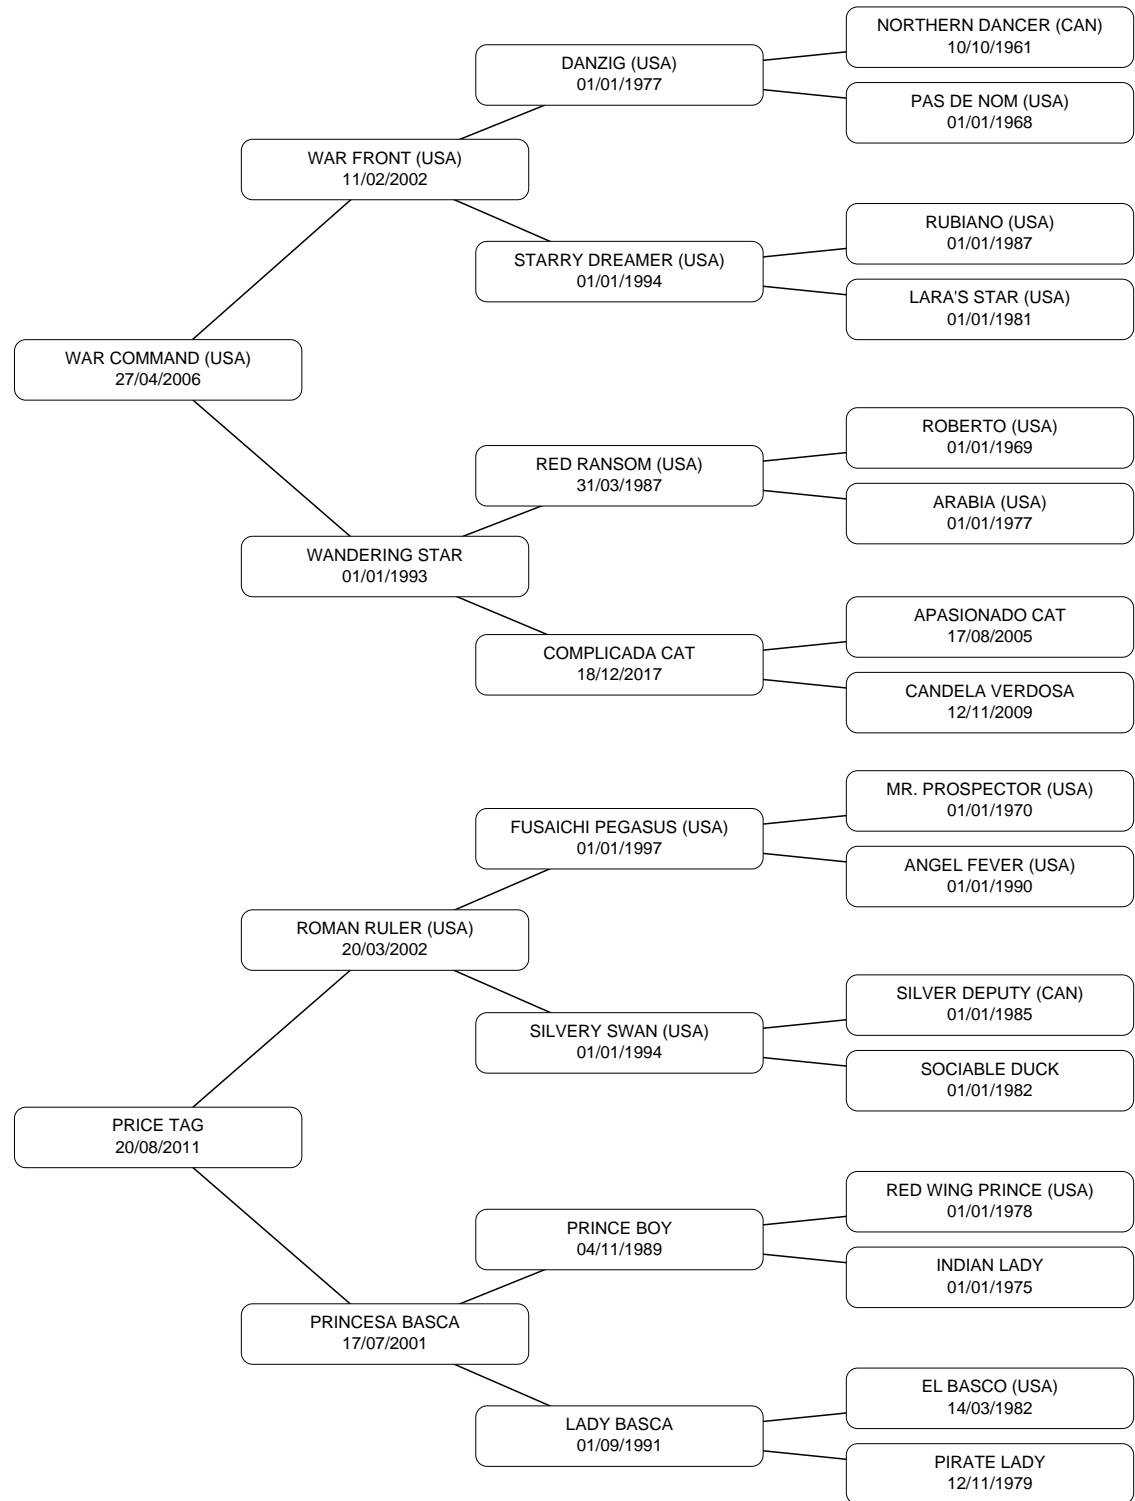 NORTHERN DANCER (CAN)
10/10/1961
DANZIG (USA)
01/01/1977
PAS DE NOM (USA)
01/01/1968
WAR FRONT (USA)
11/02/2002
RUBIANO (USA)
01/01/1987
STARRY DREAMER (USA)
01/01/1994
LARA'S STAR (USA)
01/01/1981
WAR COMMAND (USA)
27/04/2006
ROBERTO (USA)
01/01/1969
RED RANSOM (USA)
31/03/1987
ARABIA (USA)
01/01/1977
WANDERING STAR
01/01/1993
APASIONADO CAT
17/08/2005
COMPLICADA CAT
18/12/2017
CANDELA VERDOSA
12/11/2009
MR. PROSPECTOR (USA)
01/01/1970
FUSAICHI PEGASUS (USA)
01/01/1997
ANGEL FEVER (USA)
01/01/1990
ROMAN RULER (USA)
20/03/2002
SILVER DEPUTY (CAN)
01/01/1985
SILVERY SWAN (USA)
01/01/1994
SOCIABLE DUCK
01/01/1982
PRICE TAG
20/08/2011
RED WING PRINCE (USA)
01/01/1978
PRINCE BOY
04/11/1989
INDIAN LADY
01/01/1975
PRINCESA BASCA
17/07/2001
EL BASCO (USA)
14/03/1982
LADY BASCA
01/09/1991
PIRATE LADY
12/11/1979